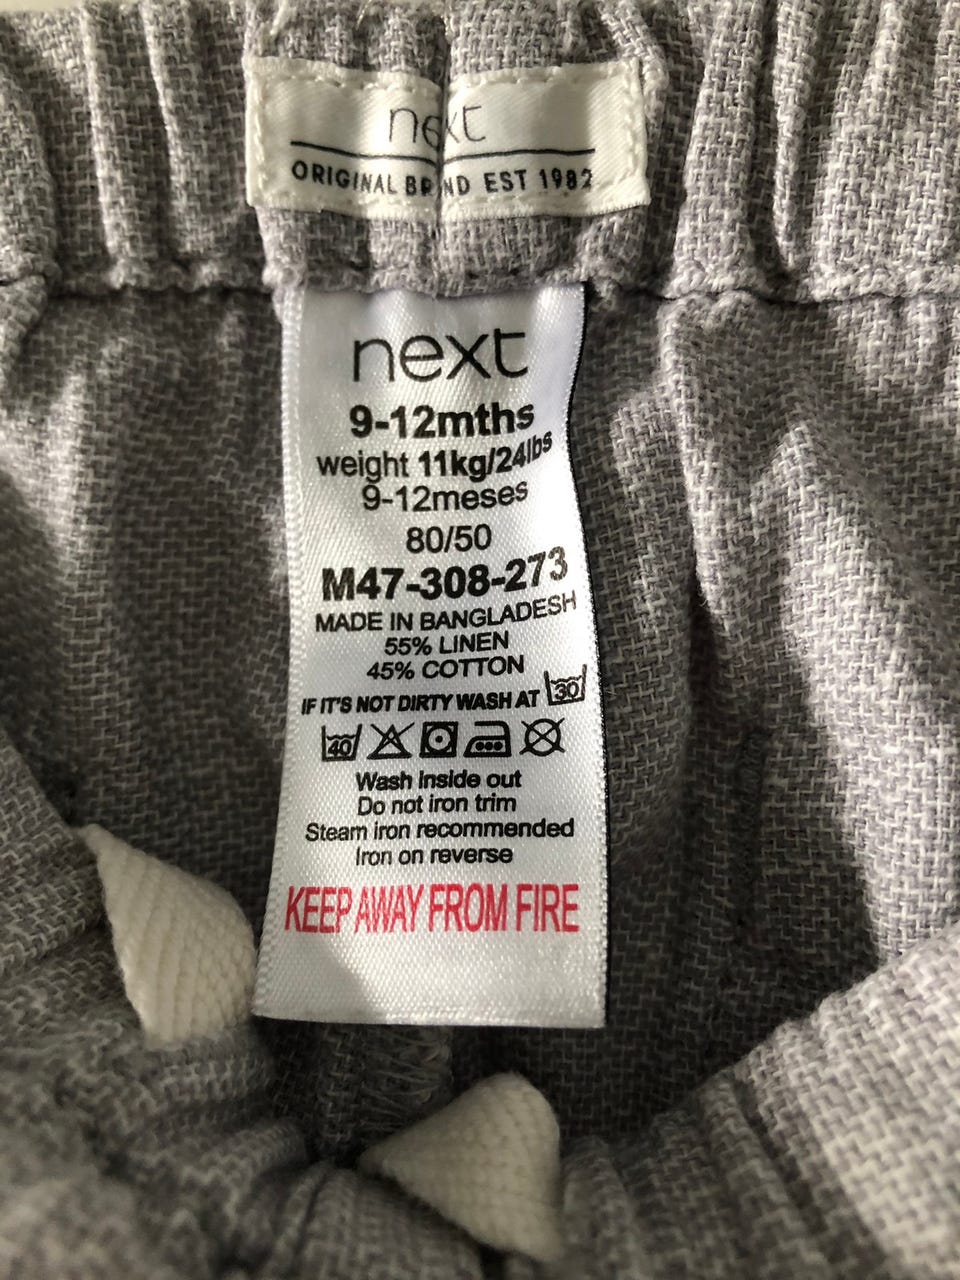 next
ORIGINAL BR ND EST 1982
next
9-12mths
weight 11kg/24lbs
9-12meses
80/50
M47-308-273
MADE IN BANGLADESH
55% LINEN
45% COTTON
IF IT'S NOT DIRTY WASH AT 30
40
Wash inside out
Do not iron trim
Steam iron recommended
Iron on reverse
KEEP AWAY FROM FIRE